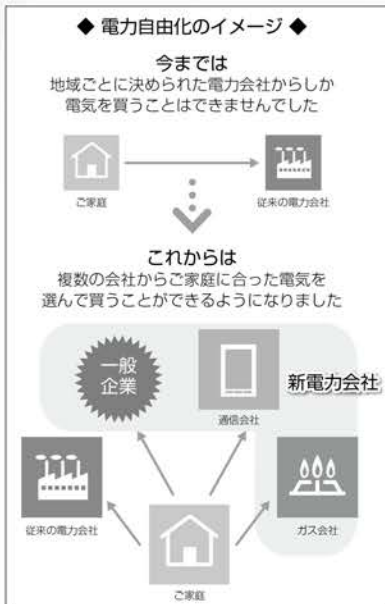 ◆ 電力自由化のイメージ ◆
今までは
地域ごとに決められた電力会社からしか
電気を買うことはできませんでした
ご家庭
従来の電力会社
これからは
複数の会社からご家庭に合った電気を
選んで買うことができるようになりました
一般
企業
通信会社
新電力会社
従来の電力会社
ガス会社
ご家庭